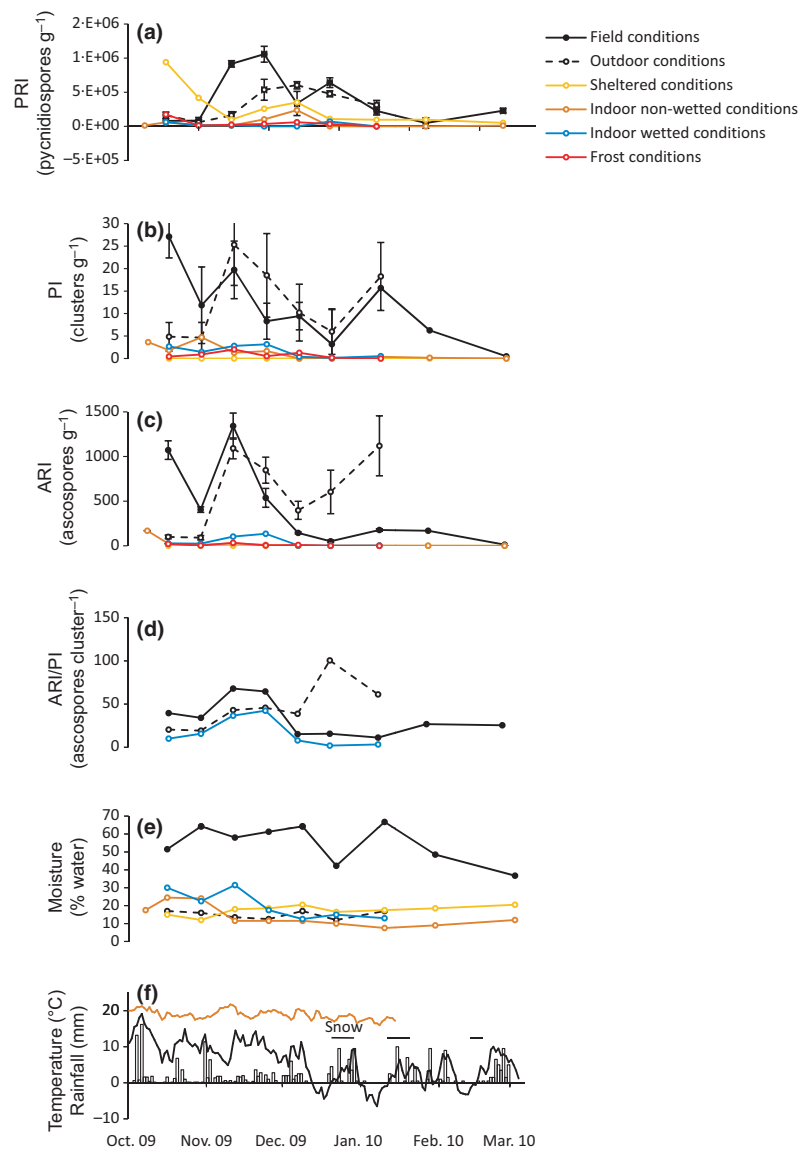 (a)
PRI
(pycnidiospores g⁻¹)
2·E+06
1·E+06
5·E+05
0·E+00
–5·E+05
Field conditions
Outdoor conditions
Sheltered conditions
Indoor non-wetted conditions
Indoor wetted conditions
Frost conditions
(b)
PI
(clusters g⁻¹)
30
25
20
15
10
5
0
(c)
ARI
(ascospores g⁻¹)
1500
1000
500
0
(d)
ARI/PI
(ascospores cluster⁻¹)
150
100
50
0
(e)
Moisture
(% water)
70
60
50
40
30
20
10
0
(f)
Temperature (°C)
Rainfall (mm)
20
10
0
–10
Snow
Oct. 09 Nov. 09 Dec. 09 Jan. 10 Feb. 10 Mar. 10